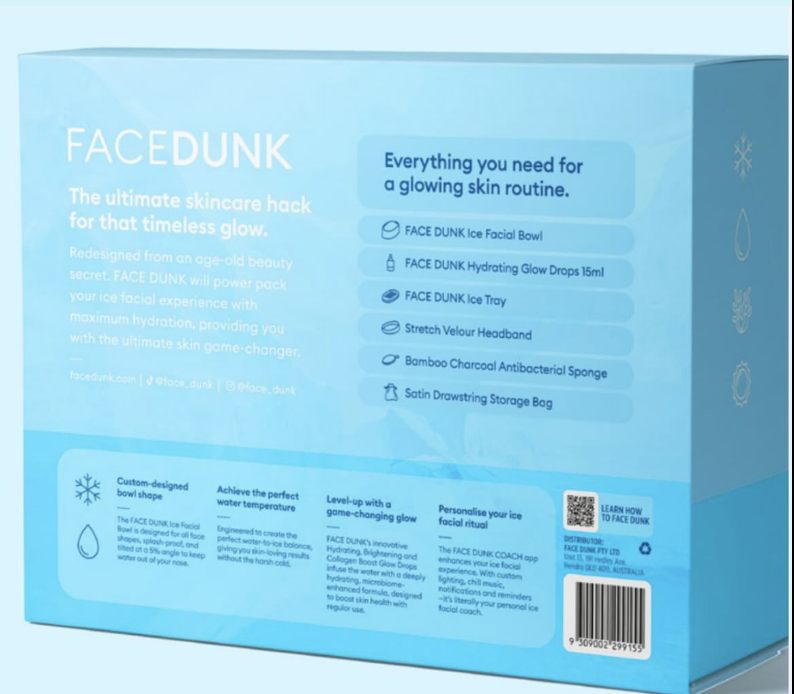 FACEDUNK
The ultimate skincare hack
for that timeless glow.
Redesigned from an age-old beauty
secret. FACE DUNK will power pack
your ice facial experience with
maximum hydration, providing you
with the ultimate skin game-changer.
facedunk.com | @face_dunk | @face_dunk
Everything you need for
a glowing skin routine.
FACE DUNK Ice Facial Bowl
FACE DUNK Hydrating Glow Drops 15ml
FACE DUNK Ice Tray
Stretch Velour Headband
Bamboo Charcoal Antibacterial Sponge
Satin Drawstring Storage Bag
Custom-designed
bowl shape
The FACE DUNK Ice Facial
Bowl is designed for all face
shapes, splash-proof, and
tilted at a 5% angle to keep
water out of your nose.
Achieve the perfect
water temperature
Engineered to create the
perfect water-to-ice balance,
giving you skin-loving results
without the harsh cold.
Level-up with a
game-changing glow
FACE DUNK's innovative
Hydrating, Brightening and
Collagen Boost Glow Drops
infuse the water with a deeply
hydrating, microbiome-
enhanced formula, designed
to boost skin health with
regular use.
Personalise your ice
facial ritual
The FACE DUNK COACH app
enhances your ice facial
experience. With custom
lighting, chill music,
notifications and reminders
–it's literally your personal ice
facial coach.
LEARN HOW
TO FACE DUNK
DISTRIBUTOR:
FACE DUNK PTY LTD
Hedley Ave,
Hendra QLD 4011, AUSTRALIA
9 309002 299155